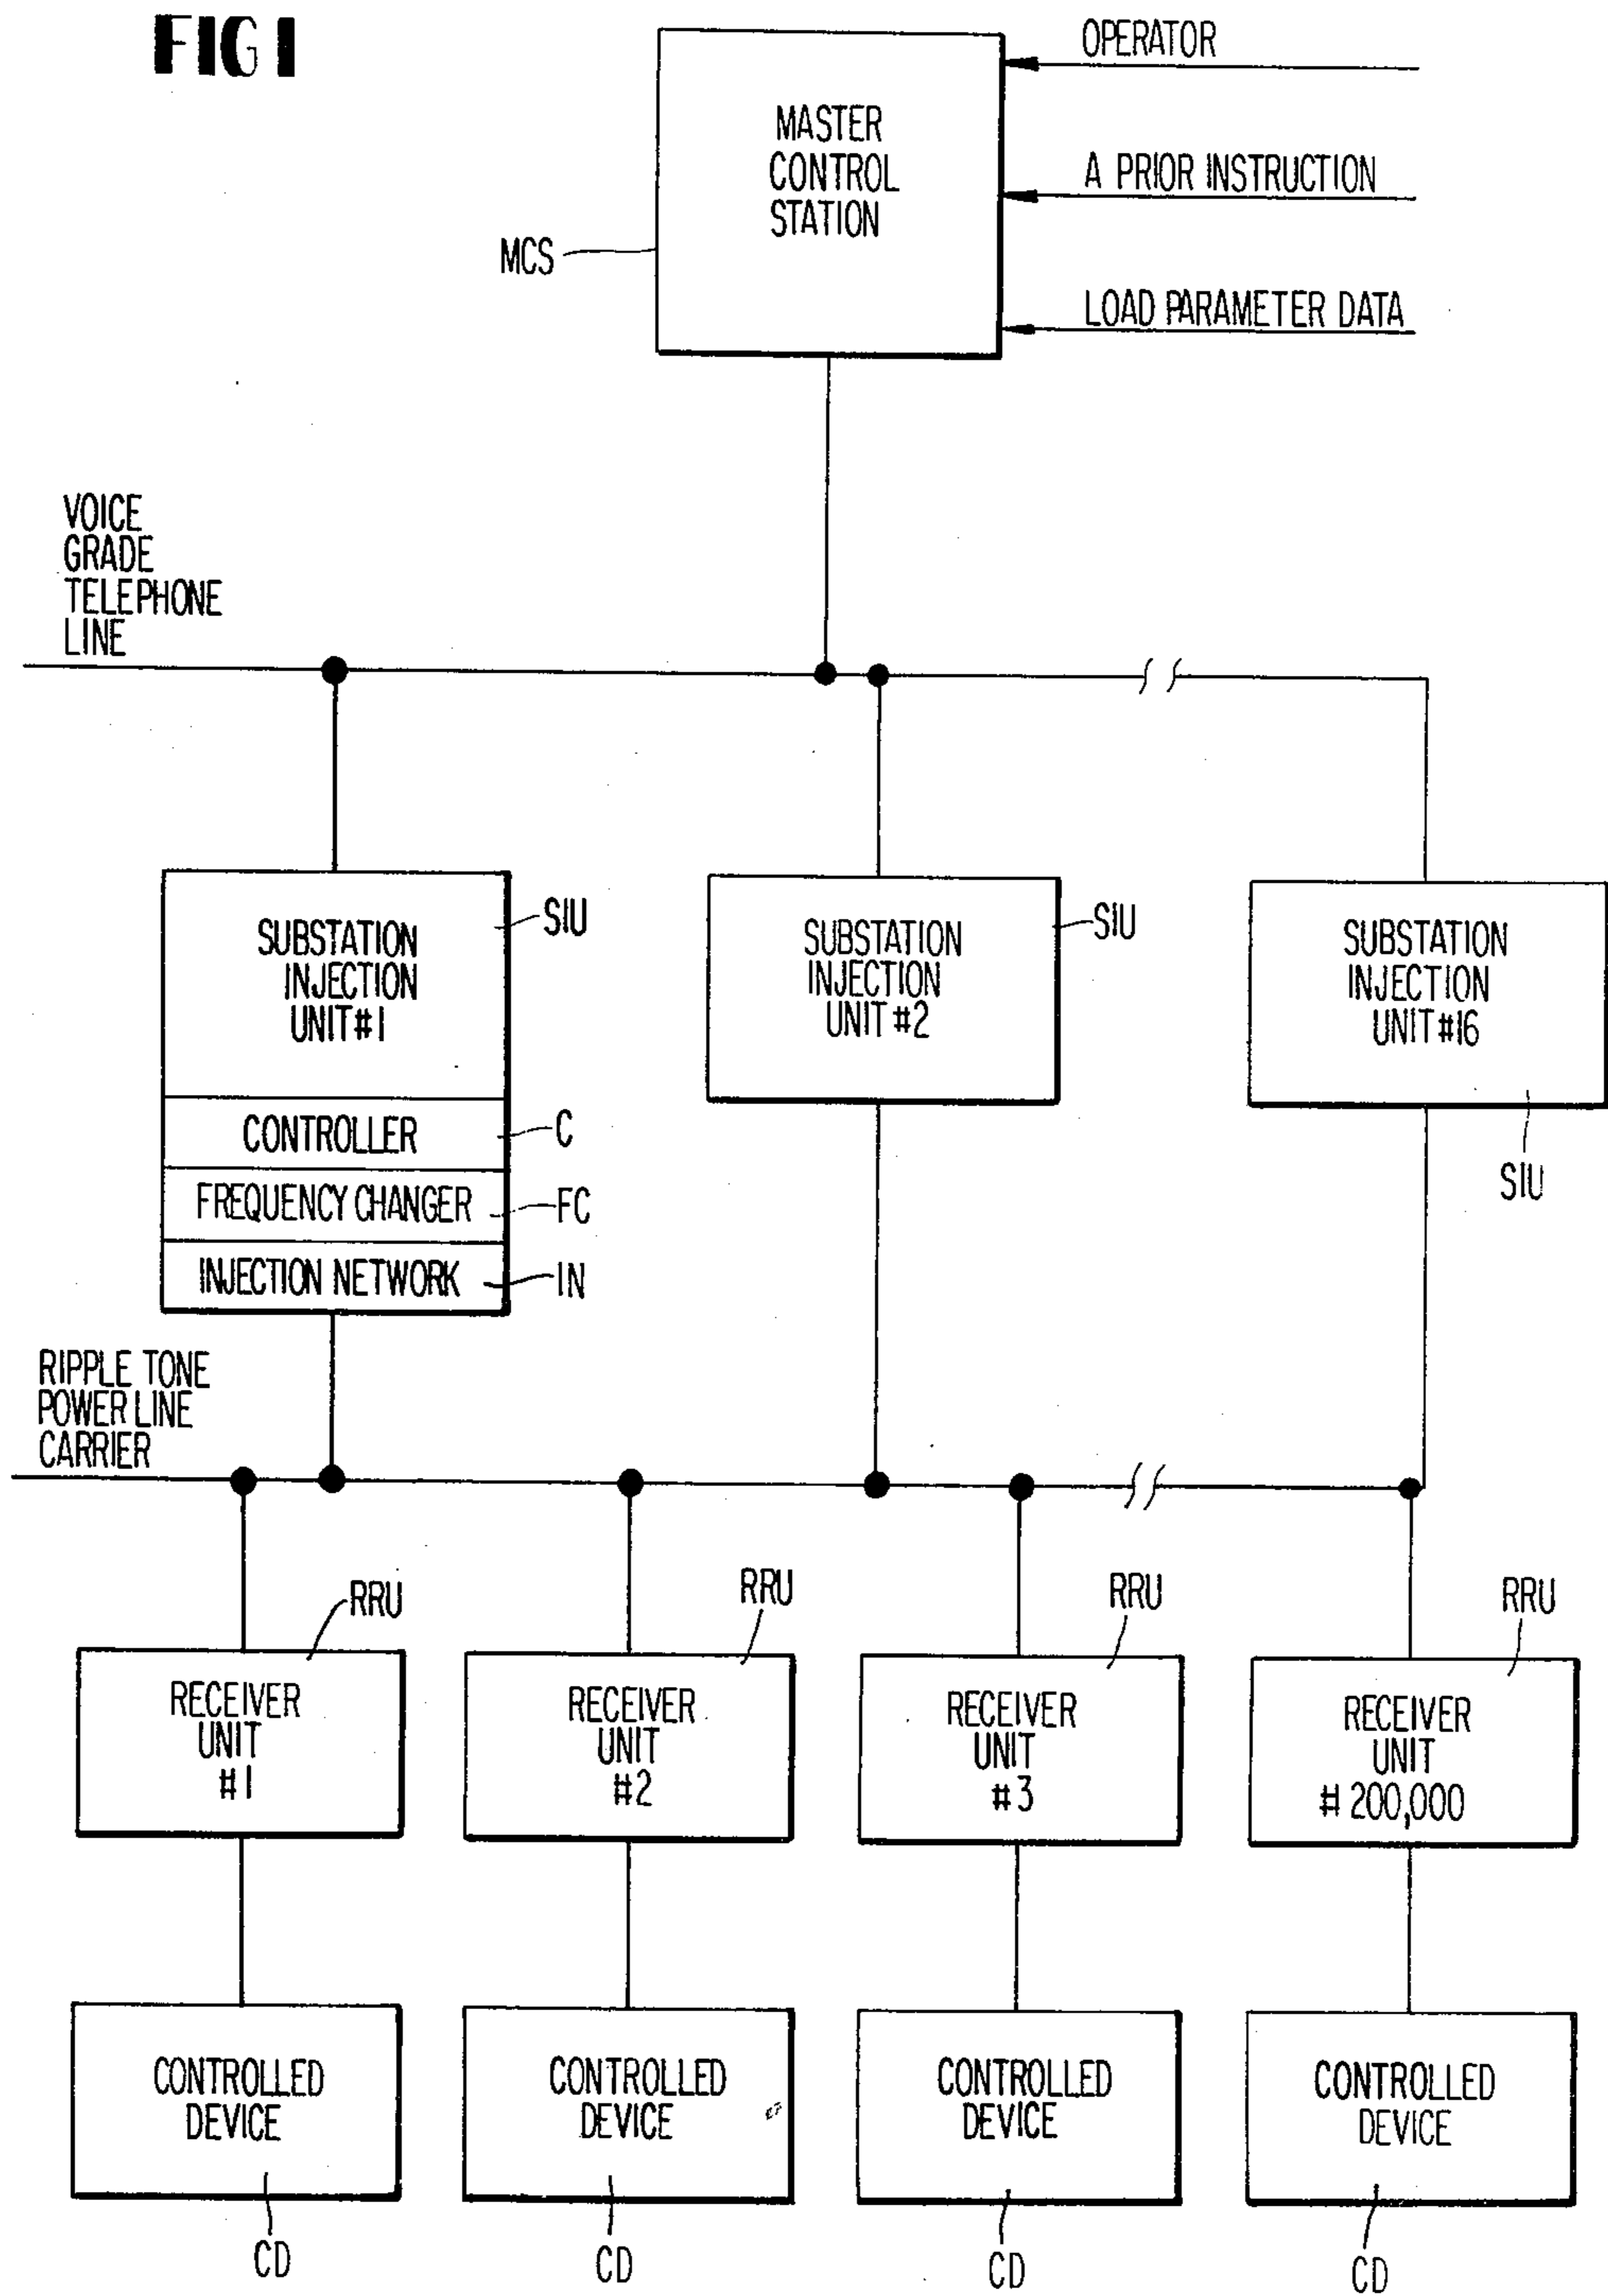 FIG 1
OPERATOR
MASTER
CONTROL
STATION
A PRIOR INSTRUCTION
MCS
LOAD PARAMETER DATA
VOICE
GRADE
TELEPHONE
LINE
SUBSTATION
INJECTION
UNIT #1
SIU
SUBSTATION
INJECTION
UNIT #2
SIU
SUBSTATION
INJECTION
UNIT #16
SIU
CONTROLLER
C
FREQUENCY CHANGER
FC
INJECTION NETWORK
IN
RIPPLE TONE
POWER LINE
CARRIER
RRU
RRU
RRU
RRU
RECEIVER
UNIT
#1
RECEIVER
UNIT
#2
RECEIVER
UNIT
#3
RECEIVER
UNIT
# 200,000
CONTROLLED
DEVICE
CONTROLLED
DEVICE
CONTROLLED
DEVICE
CONTROLLED
DEVICE
CD
CD
CD
CD